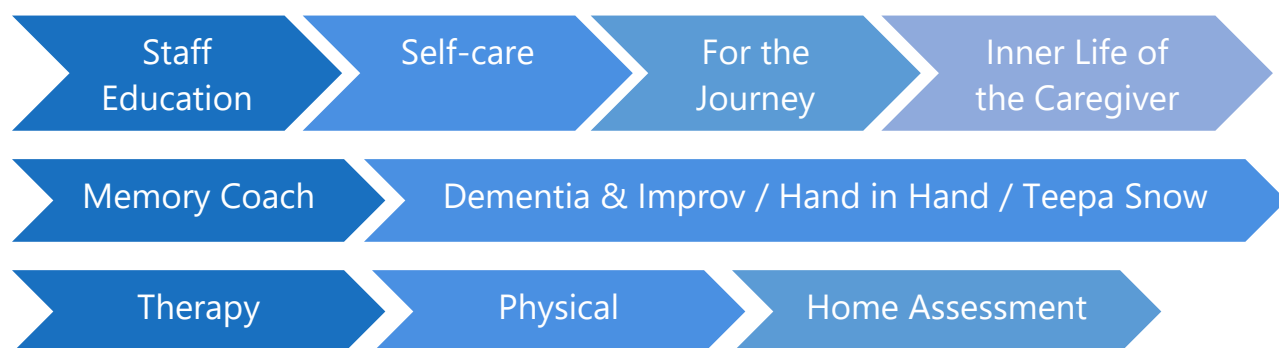 Staff
Education
Self-care
For the
Journey
Inner Life of
the Caregiver
Memory Coach
Dementia & Improv / Hand in Hand / Teepa Snow
Therapy
Physical
Home Assessment